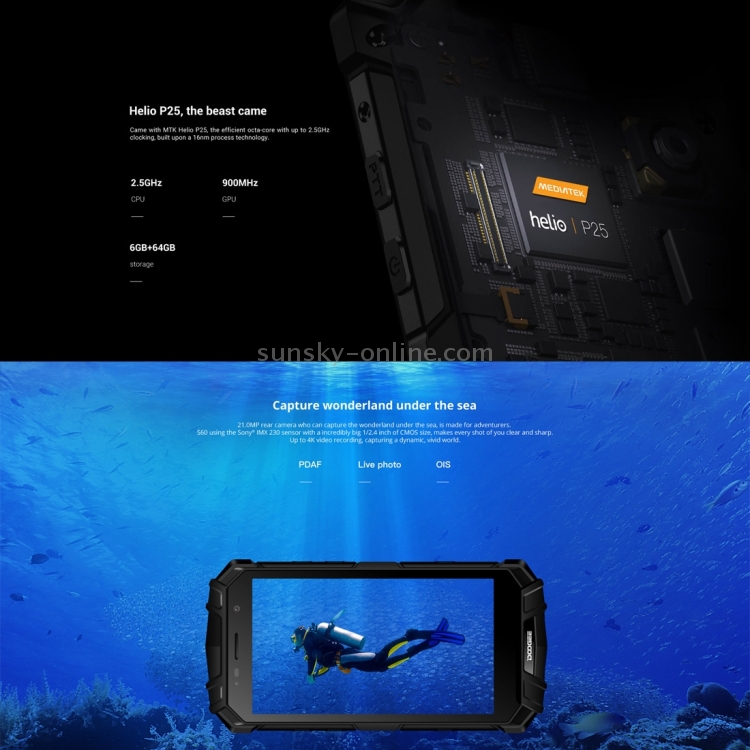 Helio P25, the beast came
Came with MTK Helio P25, the efficient octa-core with up to 2.5GHz
clocking, built upon a 16nm process technology.
2.5GHz
900MHz
CPU
GPU
6GB+64GB
storage
PTT
MEDIATEK
helio | P25
sunsky-online.com
Capture wonderland under the sea
21.0MP rear camera who can capture the wonderland under the sea, is made for adventurers.
S60 using the Sony® IMX 230 sensor with a incredibly big 1/2.4 inch of CMOS size, makes every shot of you clear and sharp.
Up to 4K video recording, capturing a dynamic, vivid world.
PDAF
Live photo
OIS
DOOGEE